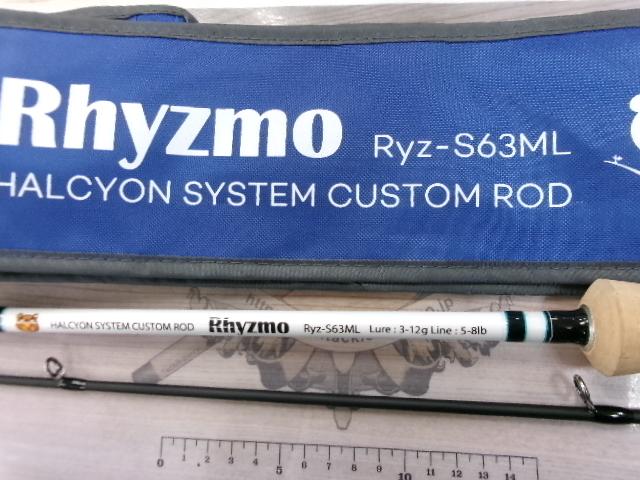 Rhyzmo Ryz-S63ML
HALCYON SYSTEM CUSTOM ROD
HALCYON SYSTEM CUSTOM ROD Rhyzmo Ryz-S63ML Lure : 3-12g Line : 5-8lb
0 1 2 3 4 5 6 7 8 9 10 11 12 13 14